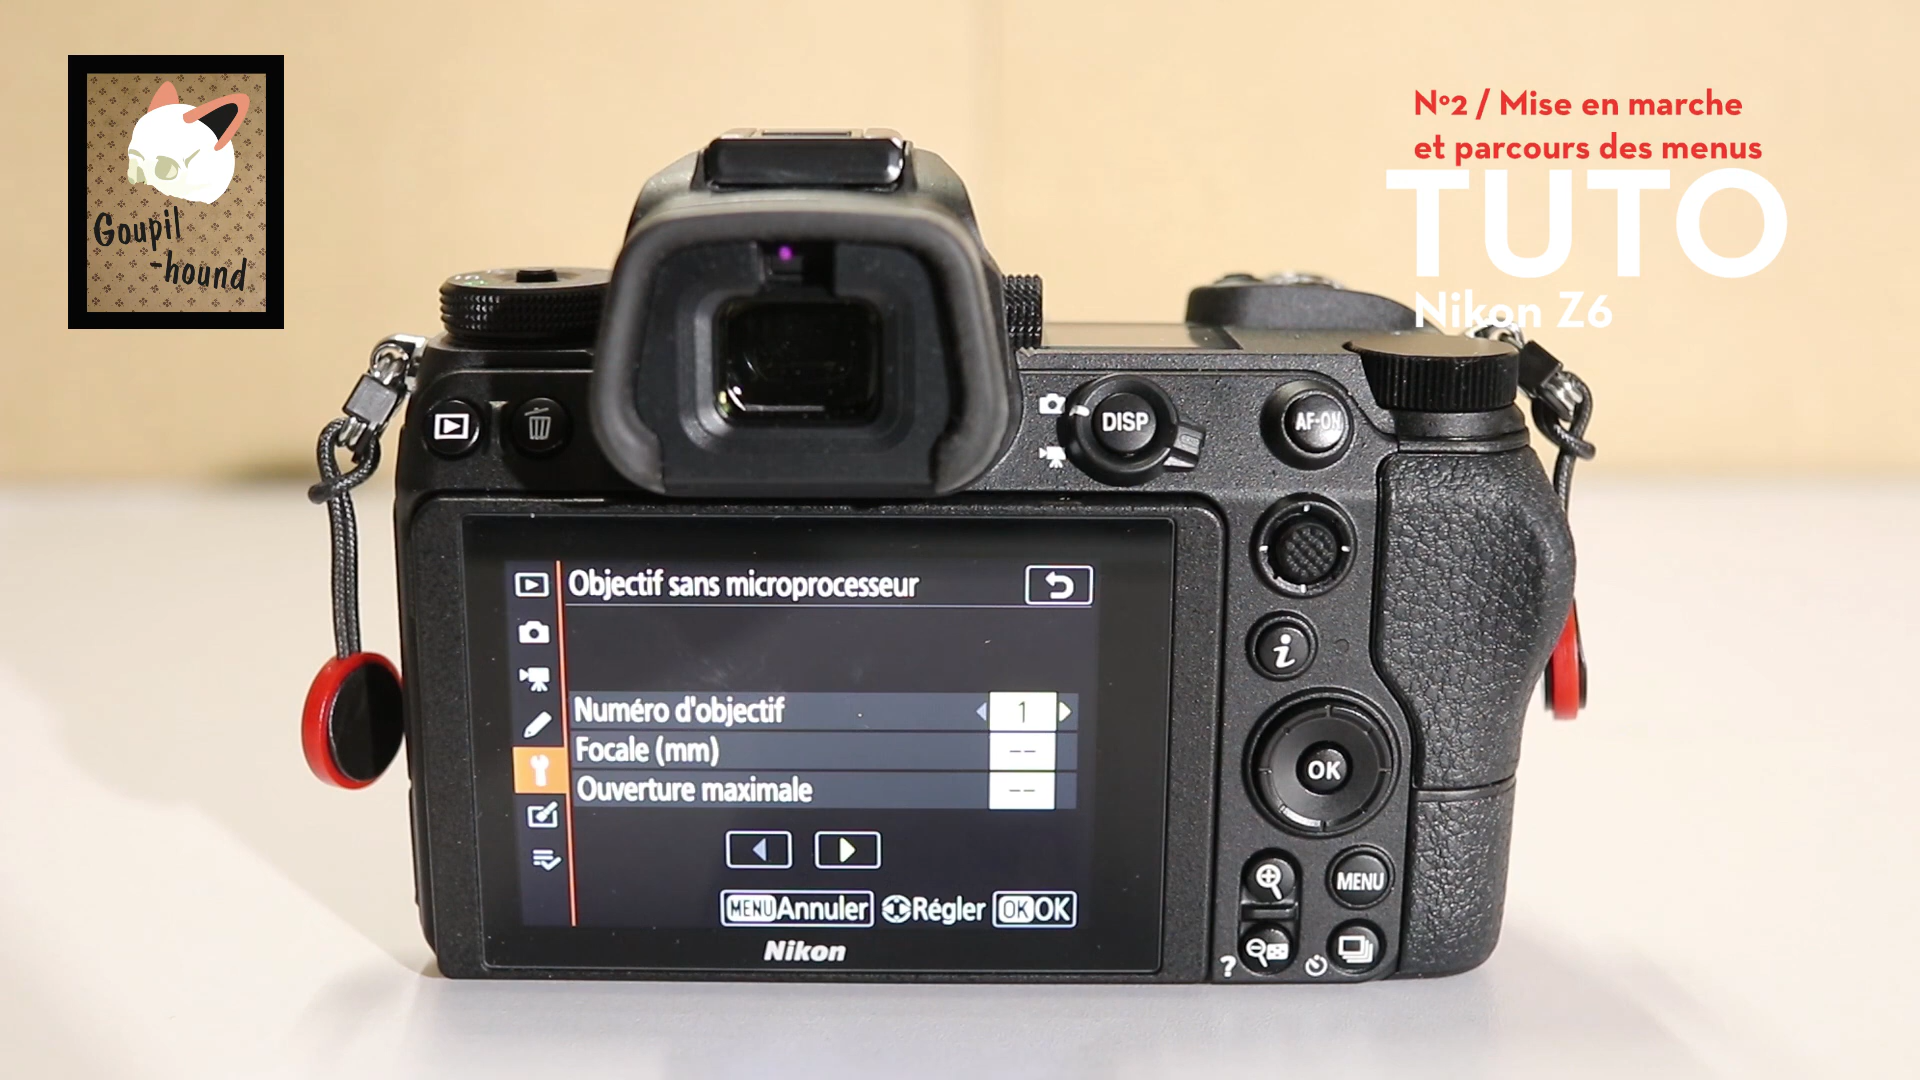 Goupil
-hound
N°2 / Mise en marche
et parcours des menus
TUTO
Nikon Z6
DISP
AF-ON
Objectif sans microprocesseur
Numéro d'objectif 1
Focale (mm) --
Ouverture maximale --
MENU Annuler Régler OK OK
Nikon
i
OK
MENU
?